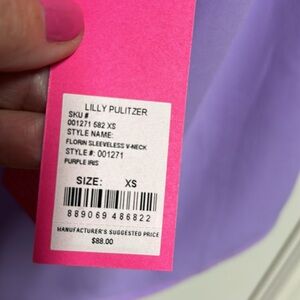 LILLY PULITZER
SKU #
001271 582 XS
STYLE NAME:
FLORIN SLEEVELESS V-NECK
STYLE #: 001271
PURPLE IRIS
SIZE: XS
889069 486822
MANUFACTURER'S SUGGESTED PRICE
$88.00